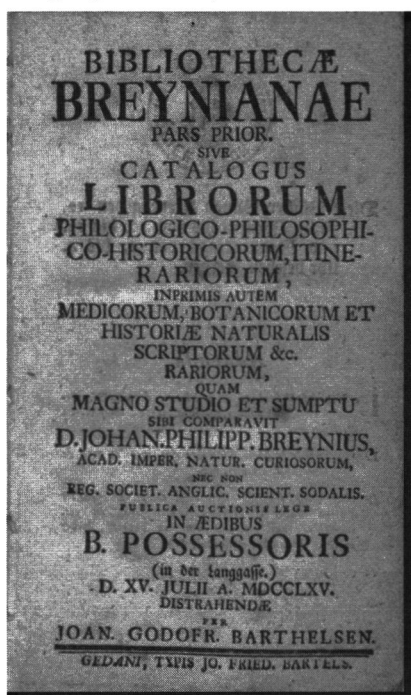 BIBLIOTHECÆ
BREYNIANAE
PARS PRIOR.
SIVE
CATALOGUS
LIBRORUM
PHILOLOGICO-PHILOSOPHI-
CO-HISTORICORUM, ITINE-
RARIORUM,
INPRIMIS AUTEM
MEDICORUM, BOTANICORUM ET
HISTORIÆ NATURALIS
SCRIPTORUM &c.
RARIORUM,
QUAM
MAGNO STUDIO ET SUMPTU
SIBI COMPARAVIT
D. JOHAN. PHILIPP. BREYNIUS,
ACAD. IMPER. NATUR. CURIOSORUM,
NEC NON
REG. SOCIET. ANGLIC. SCIENT. SODALIS.
PUBLICA AUCTIONIS LEGE
IN ÆDIBUS
B. POSSESSORIS
(in der Langgasse.)
D. XV. JULII A. MDCCLXV.
DISTRAHENDÆ
PER
JOAN. GODOFR. BARTHELSEN.
GEDANI, TYPIS JO. FRIED. BARTELS.